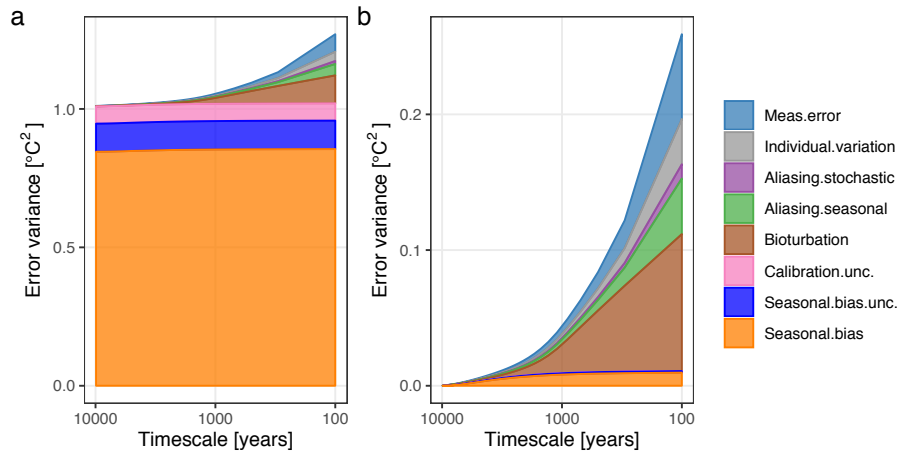 a
Error variance [°C²]
1.0
0.5
0.0
10000
1000
100
Timescale [years]
b
Error variance [°C²]
0.2
0.1
0.0
10000
1000
100
Timescale [years]
Meas.error
Individual.variation
Aliasing.stochastic
Aliasing.seasonal
Bioturbation
Calibration.unc.
Seasonal.bias.unc.
Seasonal.bias